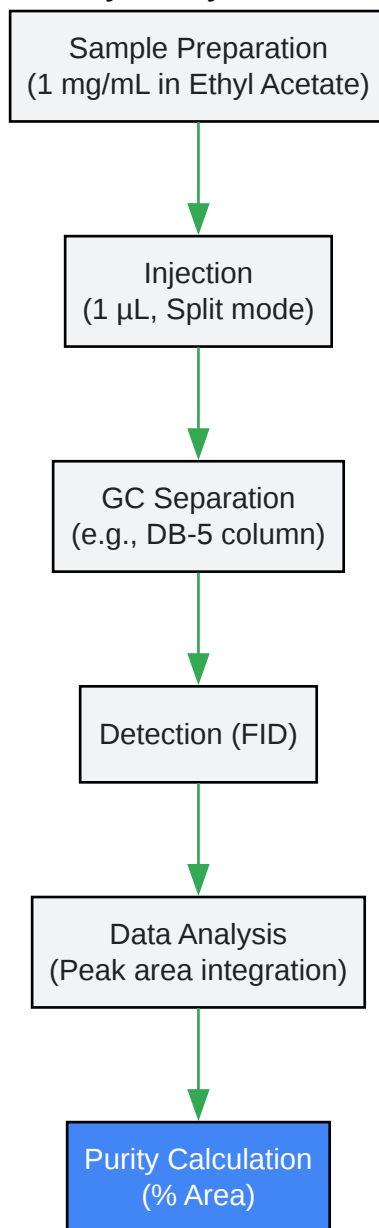 Sample Preparation
(1 mg/mL in Ethyl Acetate)
Injection
(1 µL, Split mode)
GC Separation
(e.g., DB-5 column)
Detection (FID)
Data Analysis
(Peak area integration)
Purity Calculation
(% Area)